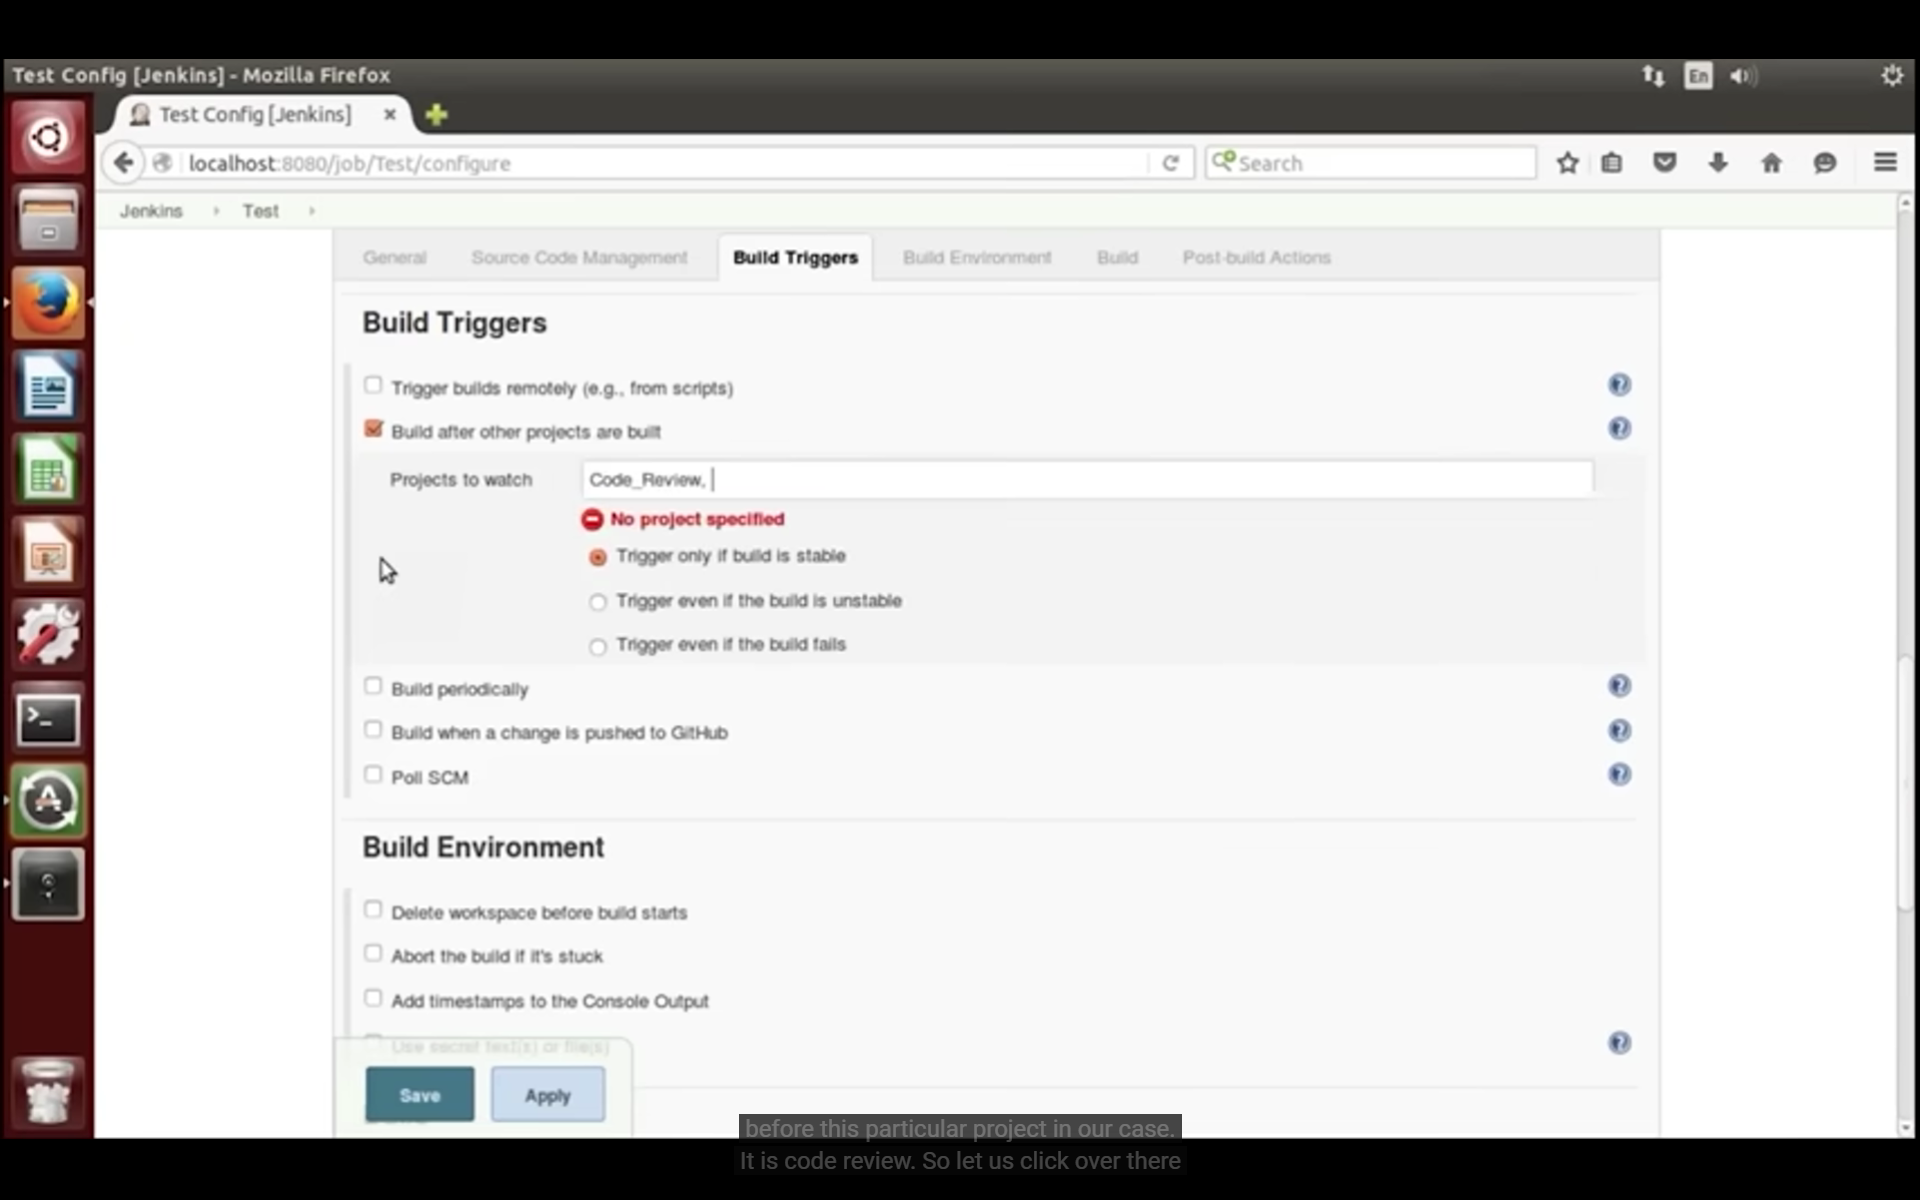 Test Config [Jenkins] - Mozilla Firefox
En
Test Config [Jenkins]
localhost:8080/job/Test/configure
Search
Jenkins
Test
General
Source Code Management
Build Triggers
Build Environment
Build
Post-build Actions
Build Triggers
Trigger builds remotely (e.g., from scripts)
Build after other projects are built
Projects to watch
Code_Review,
No project specified
Trigger only if build is stable
Trigger even if the build is unstable
Trigger even if the build fails
Build periodically
Build when a change is pushed to GitHub
Poll SCM
Build Environment
Delete workspace before build starts
Abort the build if it's stuck
Add timestamps to the Console Output
Use secret text(s) or file(s)
Save
Apply
before this particular project in our case.
It is code review. So let us click over there